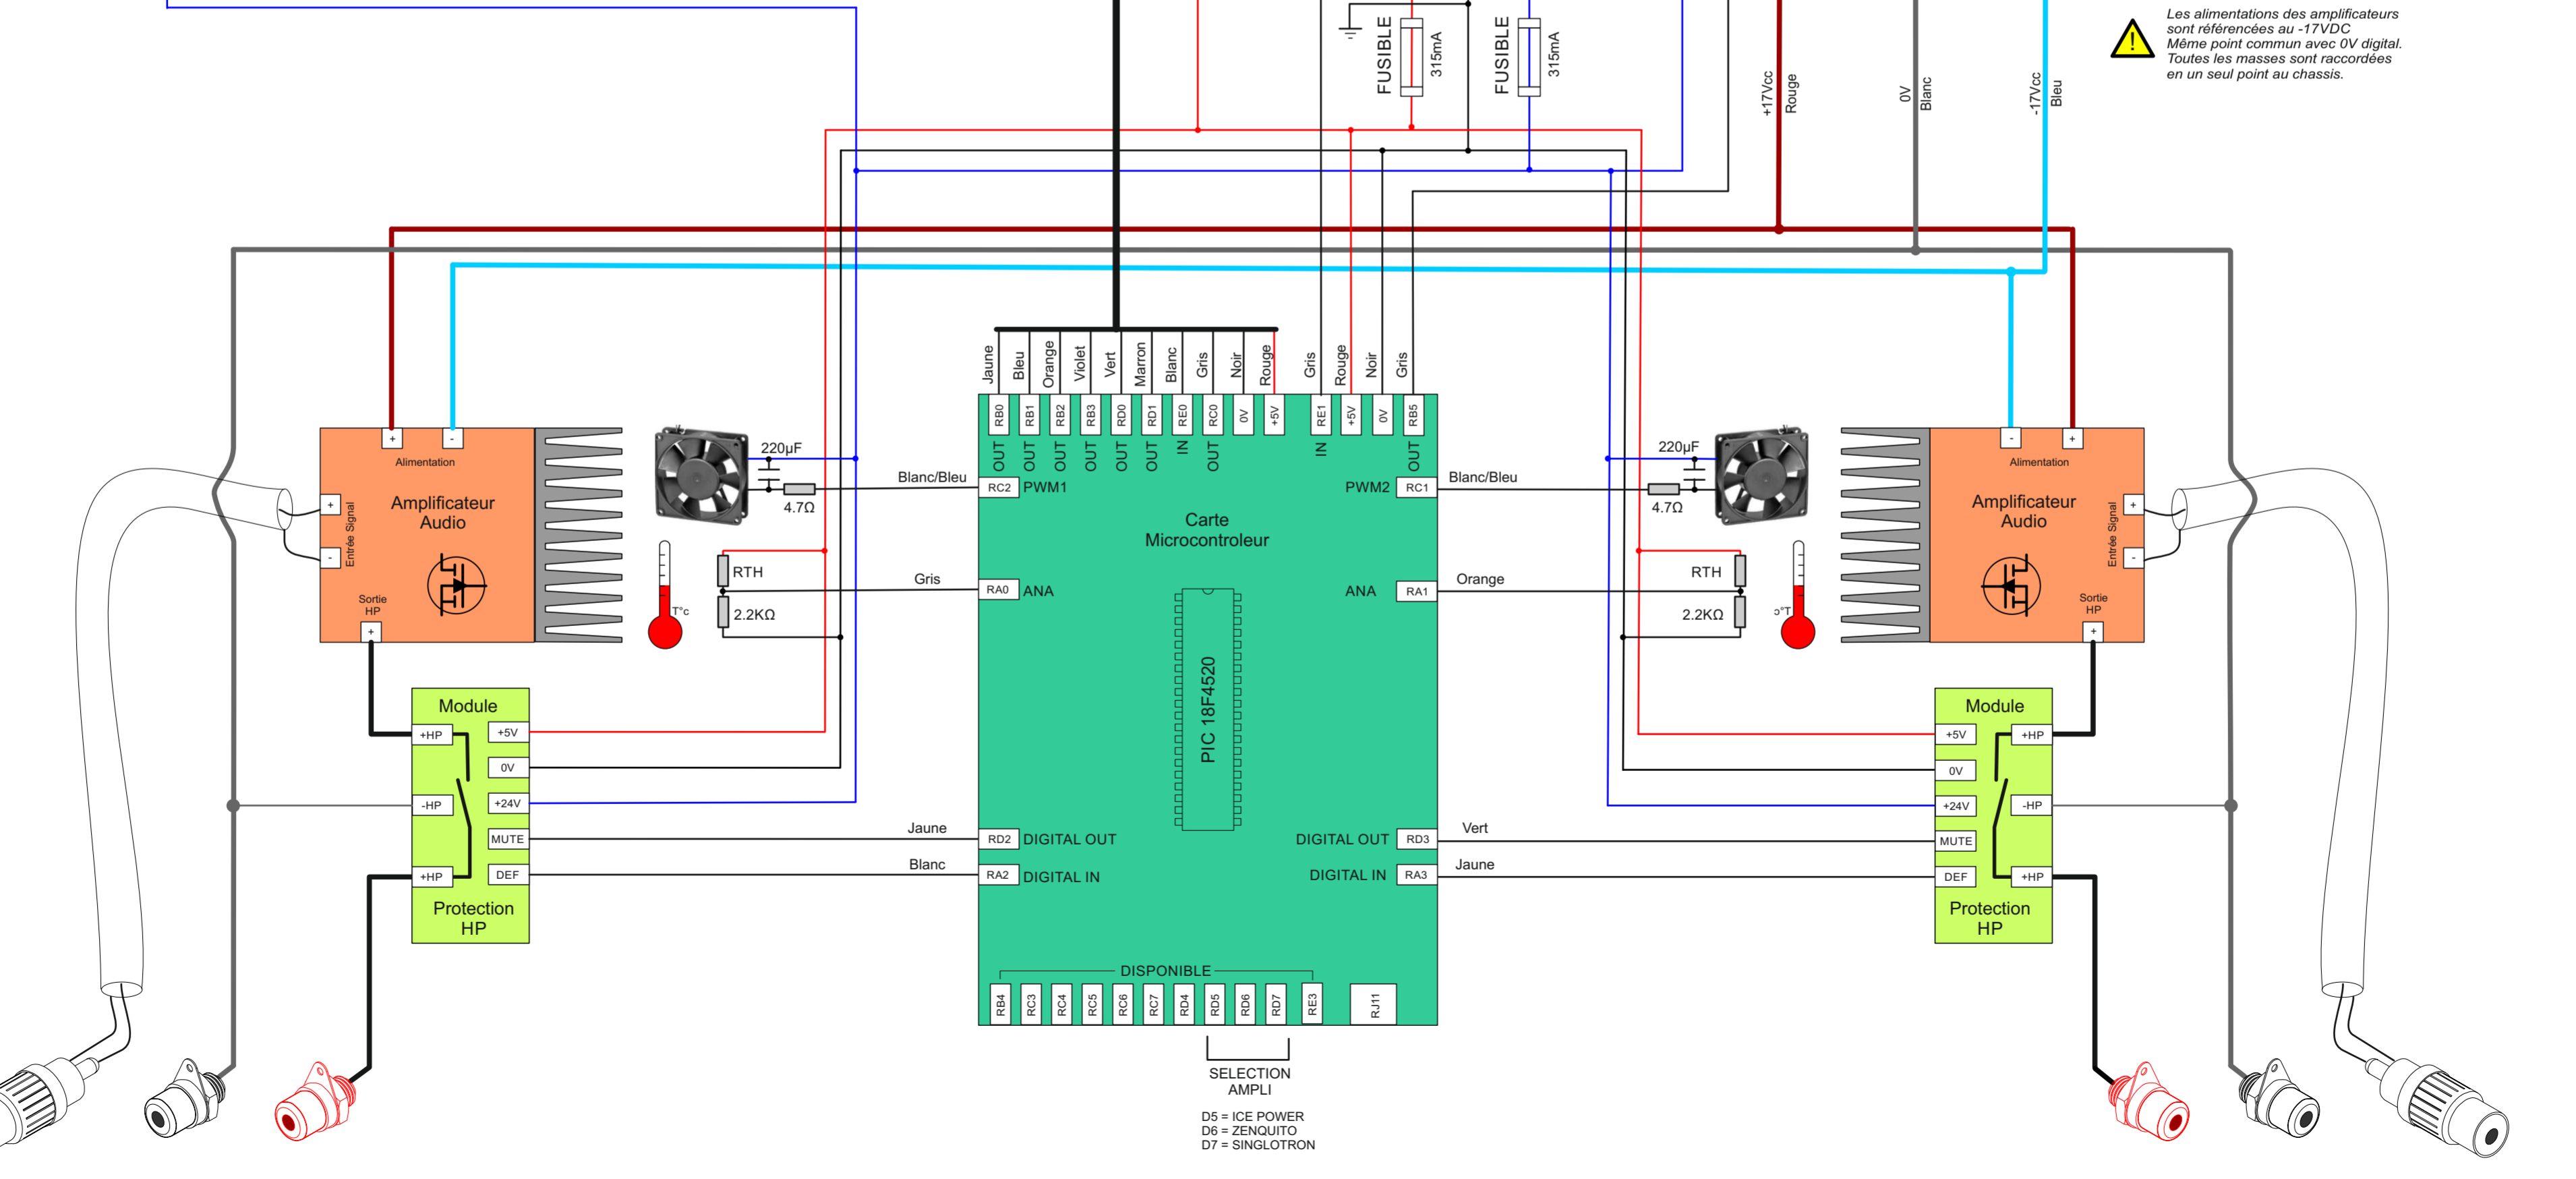 Les alimentations des amplificateurs
sont référencées au -17VDC
Même point commun avec 0V digital.
Toutes les masses sont raccordées
en un seul point au chassis.
!
FUSIBLE
315mA
FUSIBLE
315mA
+17Vcc
Rouge
0V
Blanc
-17Vcc
Bleu
Jaune
Bleu
Orange
Violet
Vert
Marron
Blanc
Gris
Noir
Rouge
Gris
Rouge
Noir
Gris
RB0
RB1
RB2
RB3
RD0
RD1
RE0
RC0
0V
+5V
RE1
+5V
0V
RB5
OUT
OUT
OUT
OUT
OUT
OUT
IN
OUT
IN
OUT
+
-
Alimentation
Amplificateur
Audio
+
-
Entrée Signal
Sortie
HP
+
220µF
4.7Ω
Blanc/Bleu
RC2
PWM1
T°c
RTH
2.2KΩ
Gris
RA0
ANA
Carte
Microcontroleur
PIC 18F4520
PWM2
RC1
Blanc/Bleu
220µF
4.7Ω
ANA
RA1
Orange
RTH
2.2KΩ
T°c
-
+
Alimentation
Amplificateur
Audio
+
-
Entrée Signal
Sortie
HP
+
Module
+HP
+5V
0V
-HP
+24V
MUTE
+HP
DEF
Protection
HP
Jaune
RD2
DIGITAL OUT
Blanc
RA2
DIGITAL IN
DIGITAL OUT
RD3
Vert
DIGITAL IN
RA3
Jaune
Module
+5V
+HP
0V
+24V
-HP
MUTE
DEF
+HP
Protection
HP
DISPONIBLE
RB4
RC3
RC4
RC5
RC6
RC7
RD4
RD5
RD6
RD7
RE3
RJ11
SELECTION
AMPLI
D5 = ICE POWER
D6 = ZENQUITO
D7 = SINGLOTRON